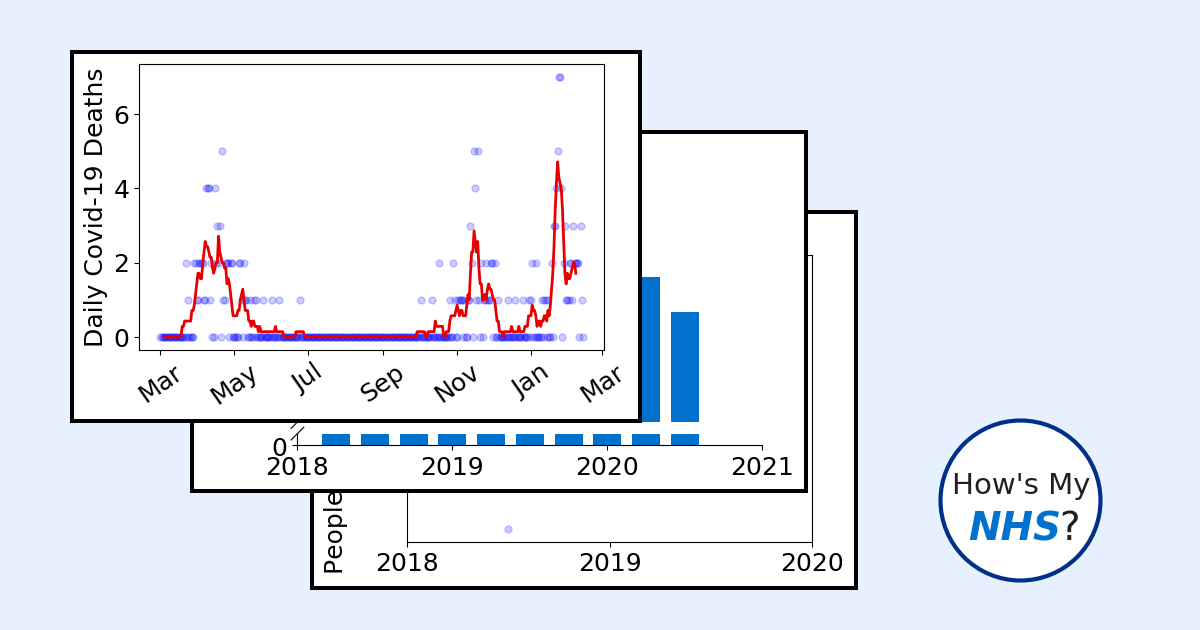 Daily Covid-19 Deaths
6
4
2
0
Mar May Jul Sep Nov Jan Mar
0
2018 2019 2020 2021
People
2018 2019 2020
How's My
NHS?